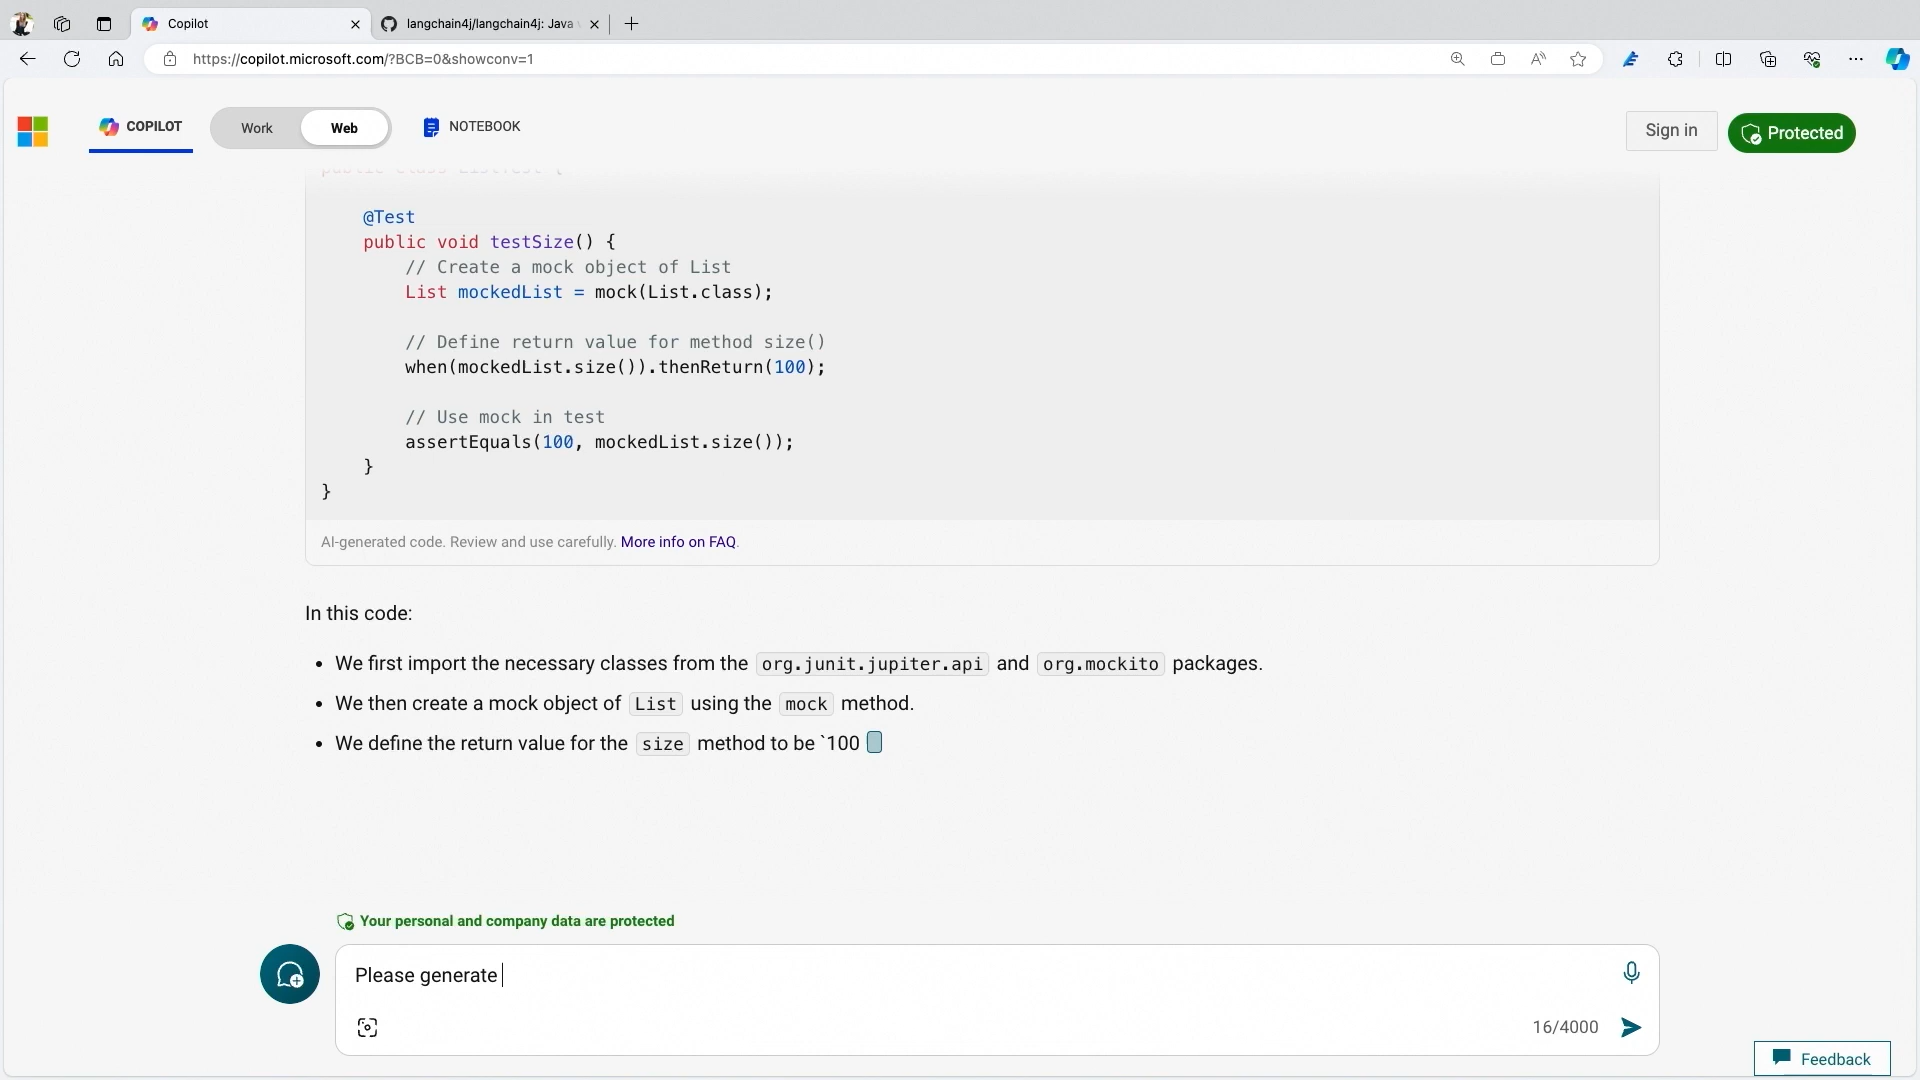 Copilot
langchain4j/langchain4j: Java
https://copilot.microsoft.com/?BCB=0&showconv=1
COPILOT
Work
Web
NOTEBOOK
Sign in
Protected
public class ListTest {
@Test
public void testSize() {
// Create a mock object of List
List mockedList = mock(List.class);
// Define return value for method size()
when(mockedList.size()).thenReturn(100);
// Use mock in test
assertEquals(100, mockedList.size());
}
}
AI-generated code. Review and use carefully. More info on FAQ.
In this code:
• We first import the necessary classes from the org.junit.jupiter.api and org.mockito packages.
• We then create a mock object of List using the mock method.
• We define the return value for the size method to be `100
Your personal and company data are protected
Please generate
16/4000
Feedback